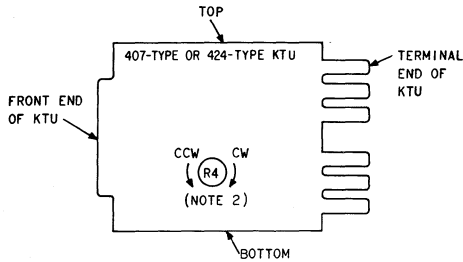 TOP
407-TYPE OR 424-TYPE KTU
TERMINAL
END OF
KTU
FRONT END
OF KTU
CCW CW
R4
(NOTE 2)
BOTTOM